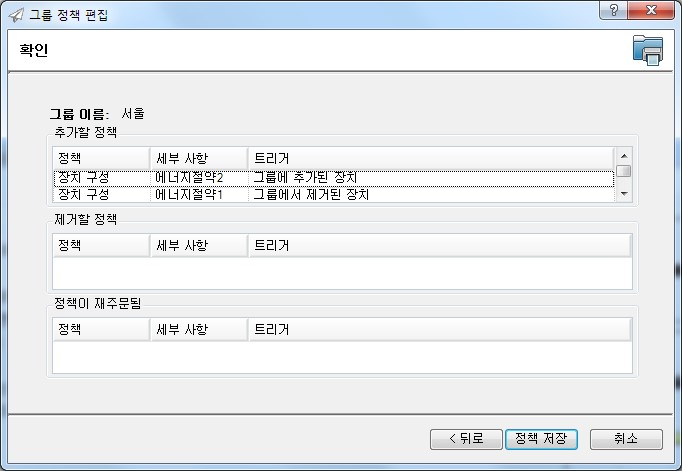 그룹 정책 편집
확인
그룹 이름: 서울
추가할 정책
정책 세부 사항 트리거
장치 구성 에너지절약2 그룹에 추가된 장치
장치 구성 에너지절약1 그룹에서 제거된 장치
제거할 정책
정책 세부 사항 트리거
정책이 재주문됨
정책 세부 사항 트리거
< 뒤로 정책 저장 취소